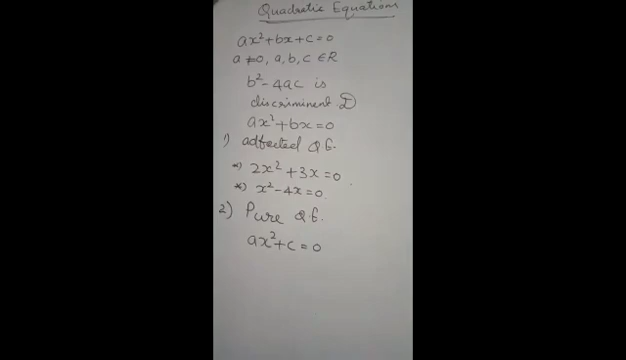 Quadratic Equations
ax²+bx+c=0
a≠0, a,b,c ∈R
b²-4ac is
discriminent D
ax²+bx=0
1) adfected Q.E.
*) 2x²+3x=0.
*) x²-4x=0.
2) Pure Q.E.
ax²+c=0